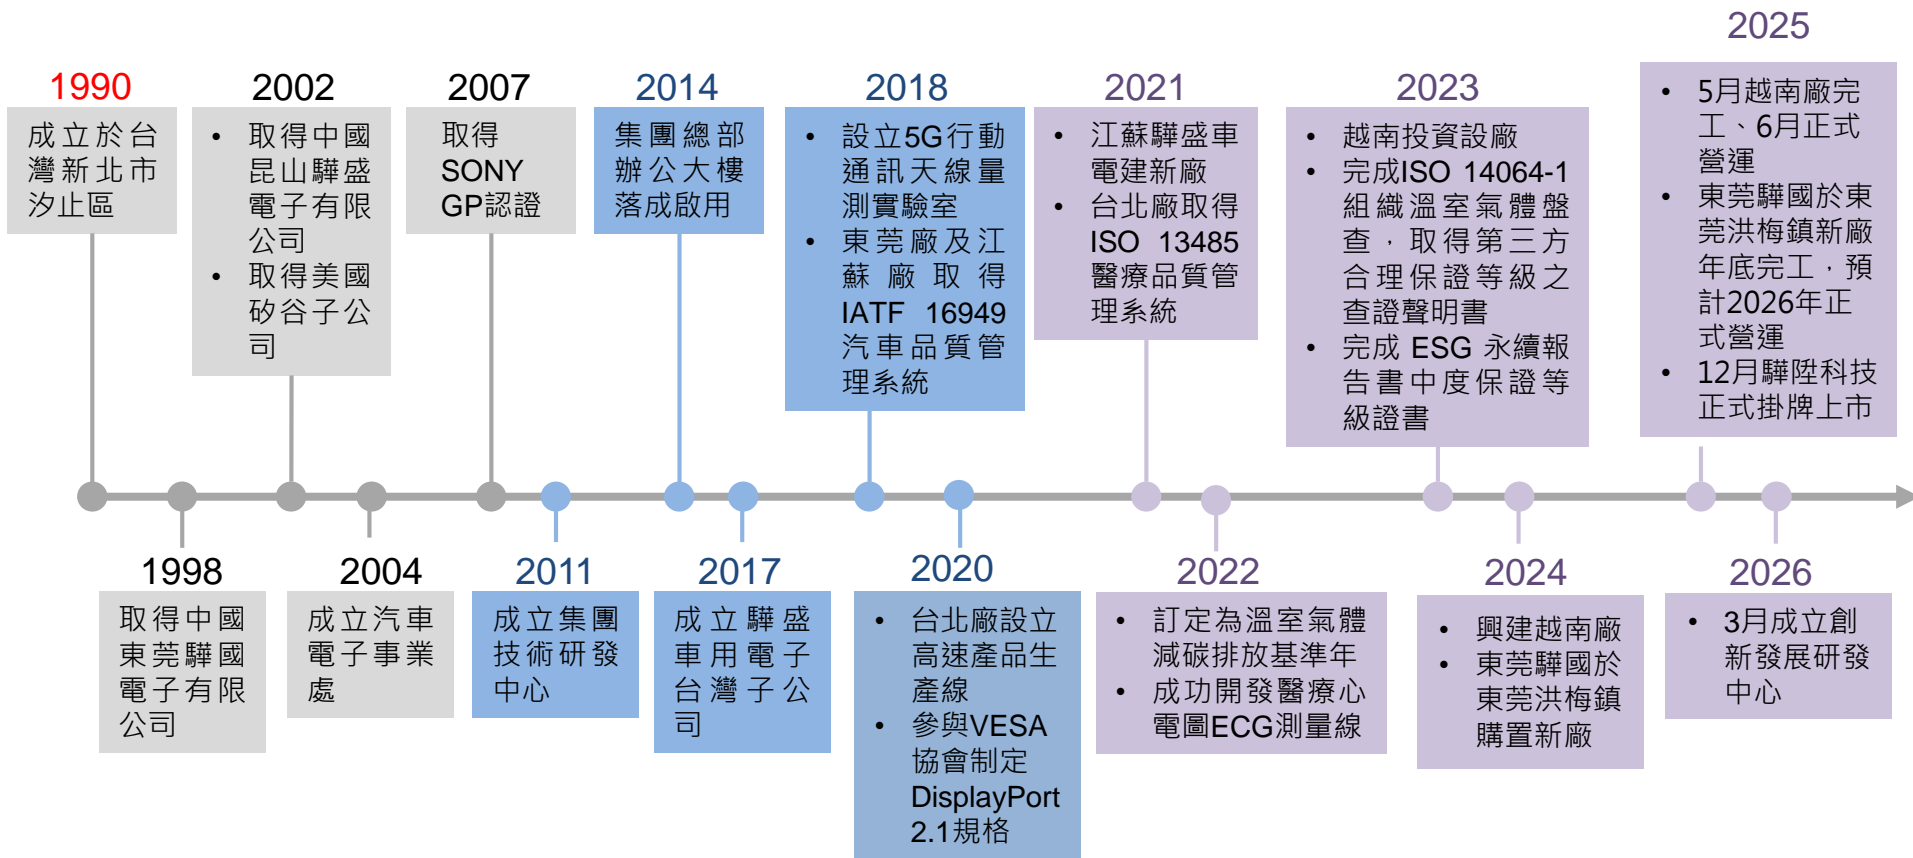 1990
成立於台
灣新北市
汐止區
2002
• 取得中國
昆山驊盛
電子有限
公司
• 取得美國
矽谷子公
司
2007
取得
SONY
GP認證
2014
集團總部
辦公大樓
落成啟用
2018
• 設立5G行動
通訊天線量
測實驗室
• 東莞廠及江
蘇廠取得
IATF 16949
汽車品質管
理系統
2021
• 江蘇驊盛車
電建新廠
• 台北廠取得
ISO 13485
醫療品質管
理系統
2023
• 越南投資設廠
• 完成ISO 14064-1
組織溫室氣體盤
查，取得第三方
合理保證等級之
查證聲明書
• 完成 ESG 永續報
告書中度保證等
級證書
2025
• 5月越南廠完
工、6月正式
營運
• 東莞驊國於東
莞洪梅鎮新廠
年底完工，預
計2026年正
式營運
• 12月驊陞科技
正式掛牌上市
1998
取得中國
東莞驊國
電子有限
公司
2004
成立汽車
電子事業
處
2011
成立集團
技術研發
中心
2017
成立驊盛
車用電子
台灣子公
司
2020
• 台北廠設立
高速產品生
產線
• 參與VESA
協會制定
DisplayPort
2.1規格
2022
• 訂定為溫室氣體
減碳排放基準年
• 成功開發醫療心
電圖ECG測量線
2024
• 興建越南廠
• 東莞驊國於
東莞洪梅鎮
購置新廠
2026
• 3月成立創
新發展研發
中心